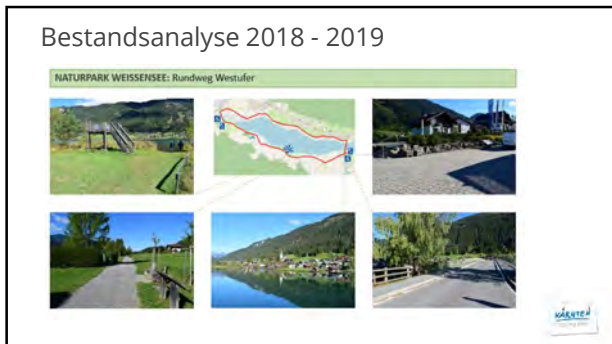 Bestandsanalyse 2018 - 2019
NATURPARK WEISSENSEE: Rundweg Westufer
KÄRNTEN